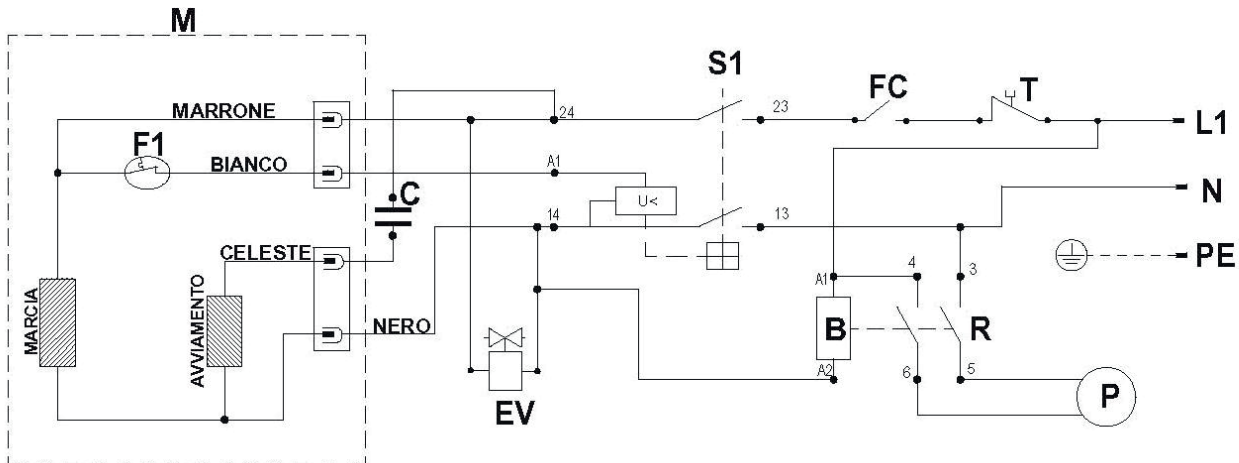 M
S1
FC
T
MARRONE
24
23
L1
F1
BIANCO
A1
C
U<
N
14
13
CELESTE
PE
4
3
A1
MARCIA
AVVIAMENTO
NERO
B
R
A2
6
5
P
EV